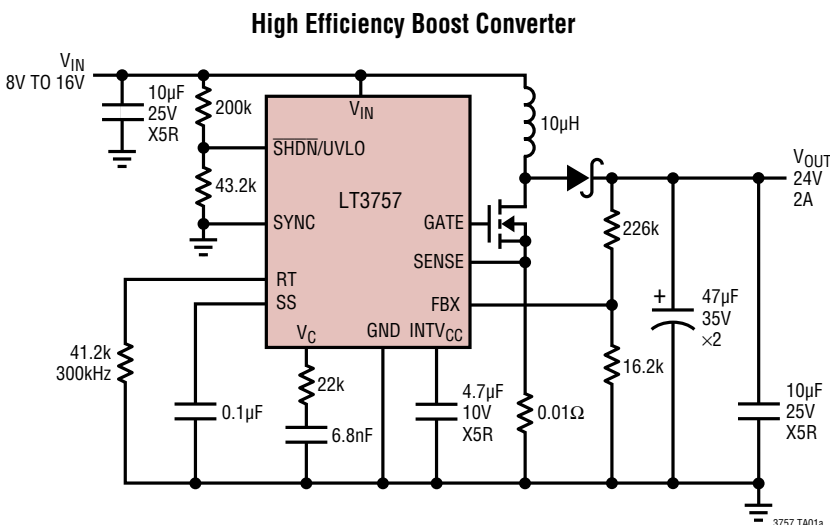 High Efficiency Boost Converter
VIN
8V TO 16V
10µF
25V
X5R
200k
43.2k
VIN
SHDN/UVLO
LT3757
SYNC
GATE
SENSE
RT
SS
FBX
VC
GND
INTVCC
10µH
VOUT
24V
2A
226k
16.2k
+
47µF
35V
×2
10µF
25V
X5R
41.2k
300kHz
0.1µF
22k
6.8nF
4.7µF
10V
X5R
0.01Ω
3757 TA01a